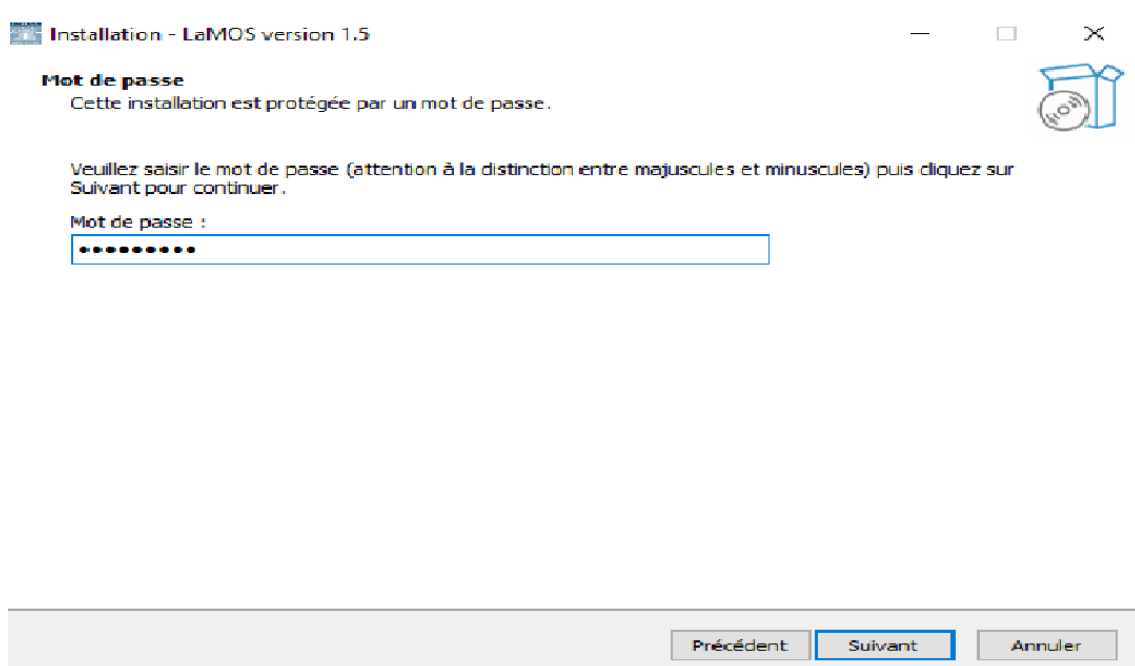 Installation - LaMOS version 1.5
Mot de passe
Cette installation est protégée par un mot de passe.
Veuillez saisir le mot de passe (attention à la distinction entre majuscules et minuscules) puis cliquez sur
Suivant pour continuer.
Mot de passe :
•••••••••
Précédent Suivant Annuler